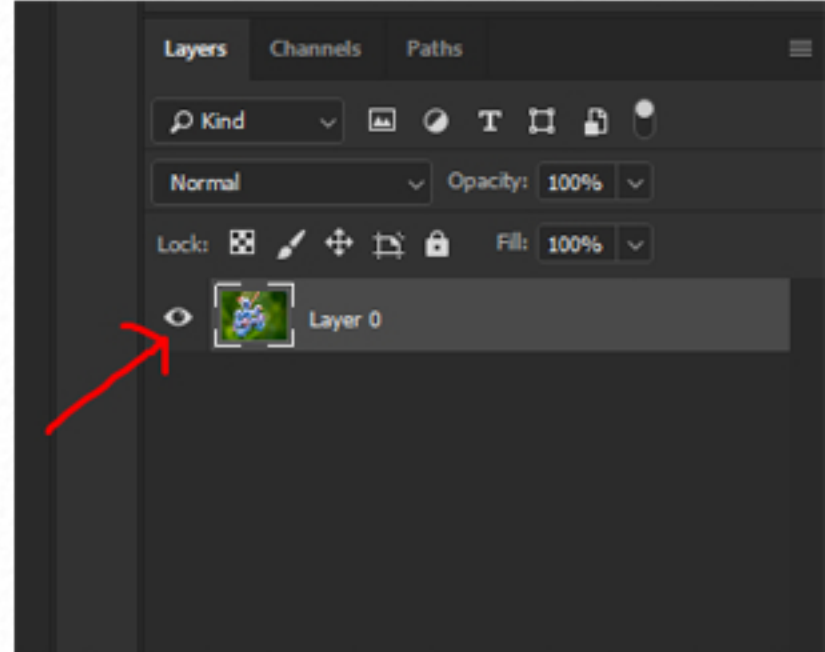 Layers Channels Paths
Kind
Normal Opacity: 100%
Lock: Fill: 100%
Layer 0